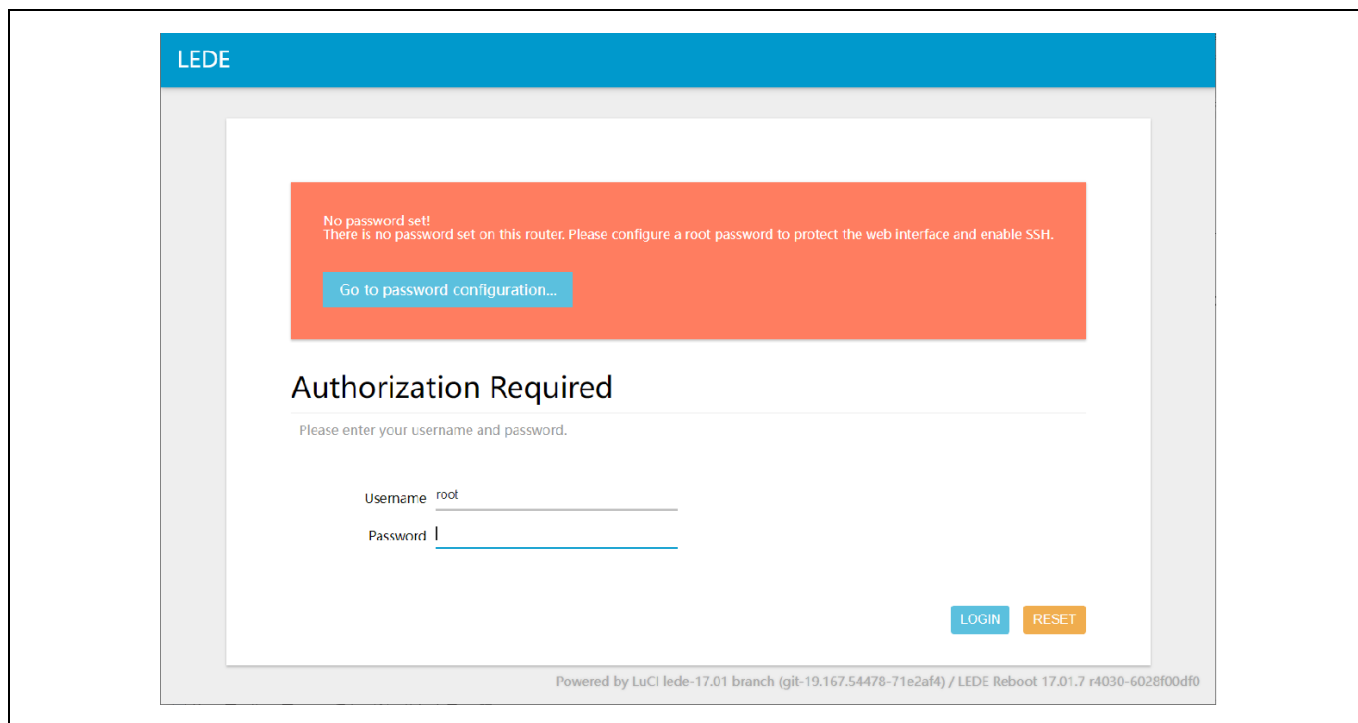 LEDE
No password set!
There is no password set on this router. Please configure a root password to protect the web interface and enable SSH.
Go to password configuration...
Authorization Required
Please enter your username and password.
Username root
Password
LOGIN RESET
Powered by LuCI lede-17.01 branch (git-19.167.54478-71e2af4) / LEDE Reboot 17.01.7 r4030-6028f00df0